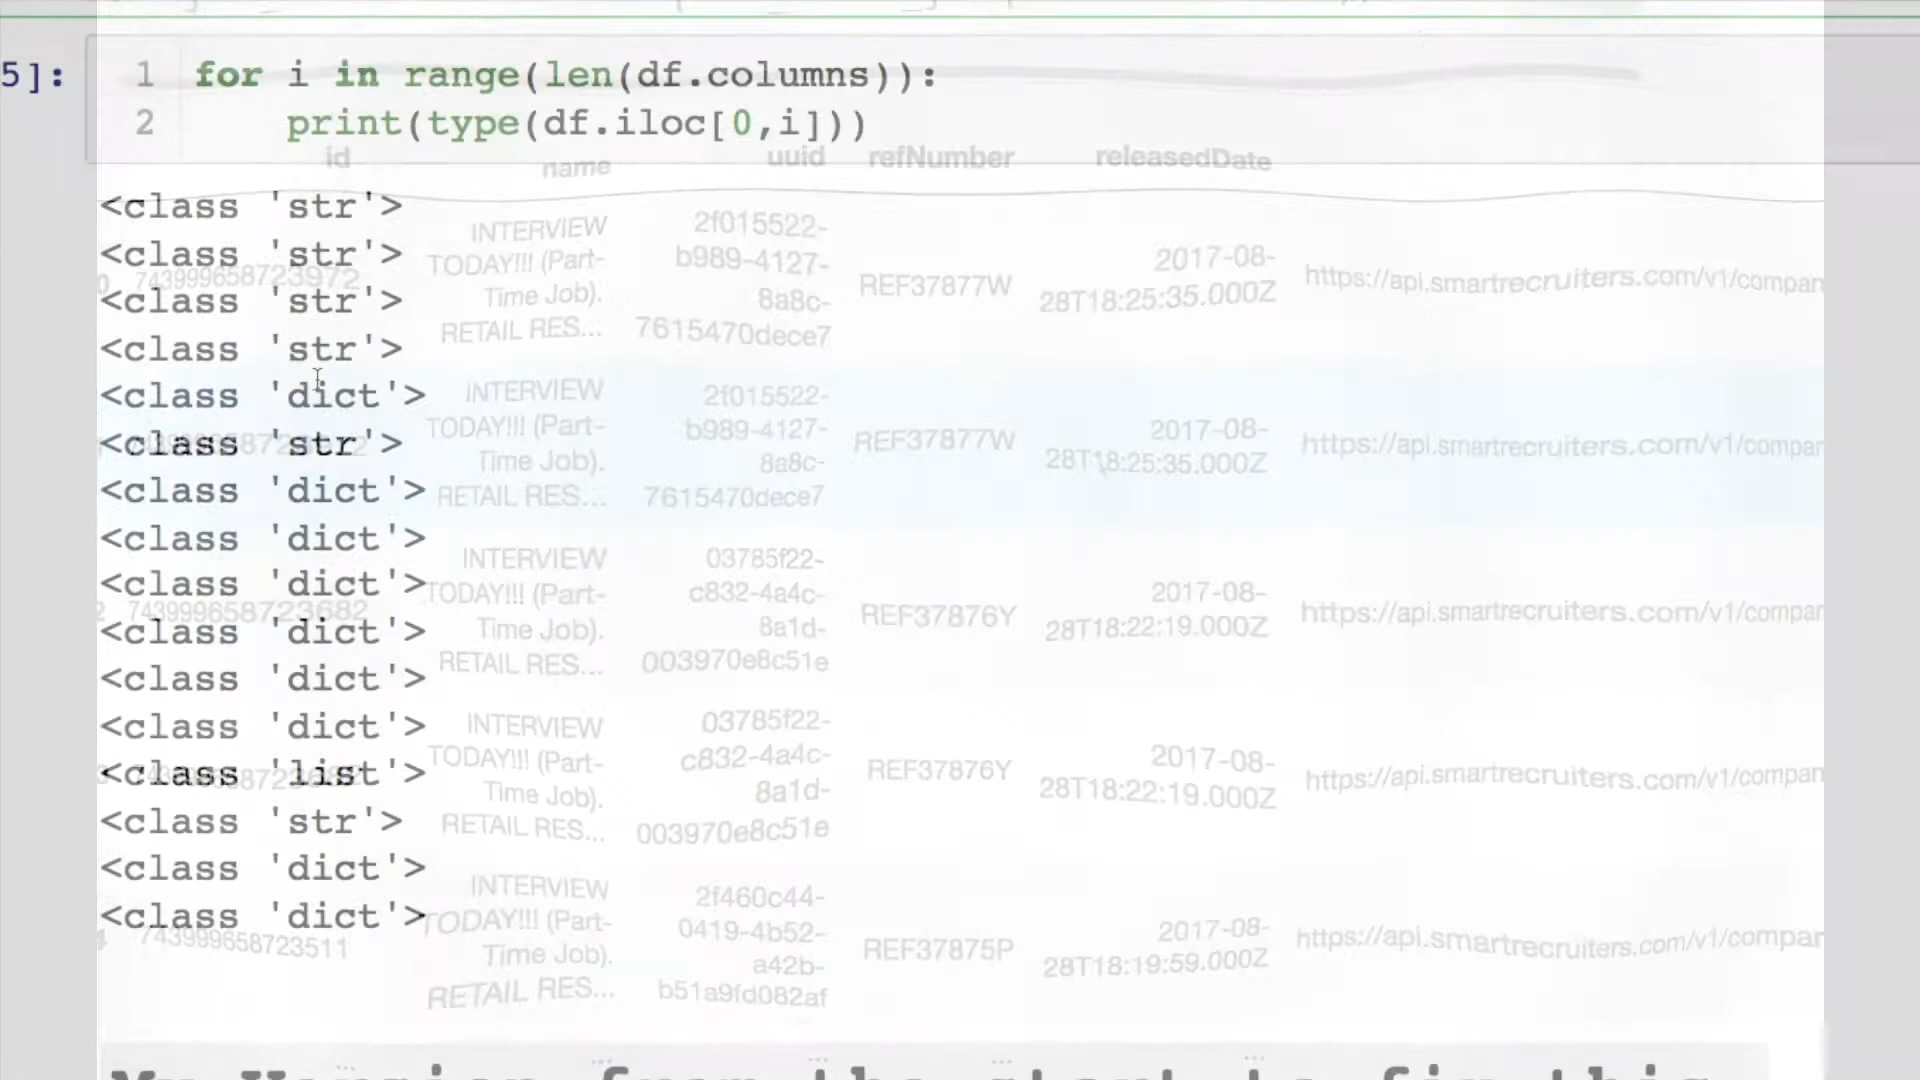 5]:
1 for i in range(len(df.columns)):
2 print(type(df.iloc[0,i]))
id name uuid refNumber releasedDate
<class 'str'>
<class 'str'>
<class 'str'>
<class 'str'>
<class 'dict'>
<class 'str'>
<class 'dict'>
<class 'dict'>
<class 'dict'>
<class 'dict'>
<class 'dict'>
<class 'dict'>
<class 'list'>
<class 'str'>
<class 'dict'>
<class 'dict'>
0 743999658723972
INTERVIEW
TODAY!!! (Part-
Time Job).
RETAIL RES...
2f015522-
b989-4127-
8a8c-
7615470dece7
REF37877W
2017-08-
28T18:25:35.000Z
https://api.smartrecruiters.com/v1/compan
INTERVIEW
TODAY!!! (Part-
Time Job).
RETAIL RES...
2f015522-
b989-4127-
8a8c-
7615470dece7
REF37877W
2017-08-
28T18:25:35.000Z
https://api.smartrecruiters.com/v1/compan
2 743999658723682
INTERVIEW
TODAY!!! (Part-
Time Job).
RETAIL RES...
03785f22-
c832-4a4c-
8a1d-
003970e8c51e
REF37876Y
2017-08-
28T18:22:19.000Z
https://api.smartrecruiters.com/v1/compan
INTERVIEW
TODAY!!! (Part-
Time Job).
RETAIL RES...
03785f22-
c832-4a4c-
8a1d-
003970e8c51e
REF37876Y
2017-08-
28T18:22:19.000Z
https://api.smartrecruiters.com/v1/compan
4 743999658723511
INTERVIEW
TODAY!!! (Part-
Time Job).
RETAIL RES...
2f460c44-
0419-4b52-
a42b-
b51a9fd082af
REF37875P
2017-08-
28T18:19:59.000Z
https://api.smartrecruiters.com/v1/compan